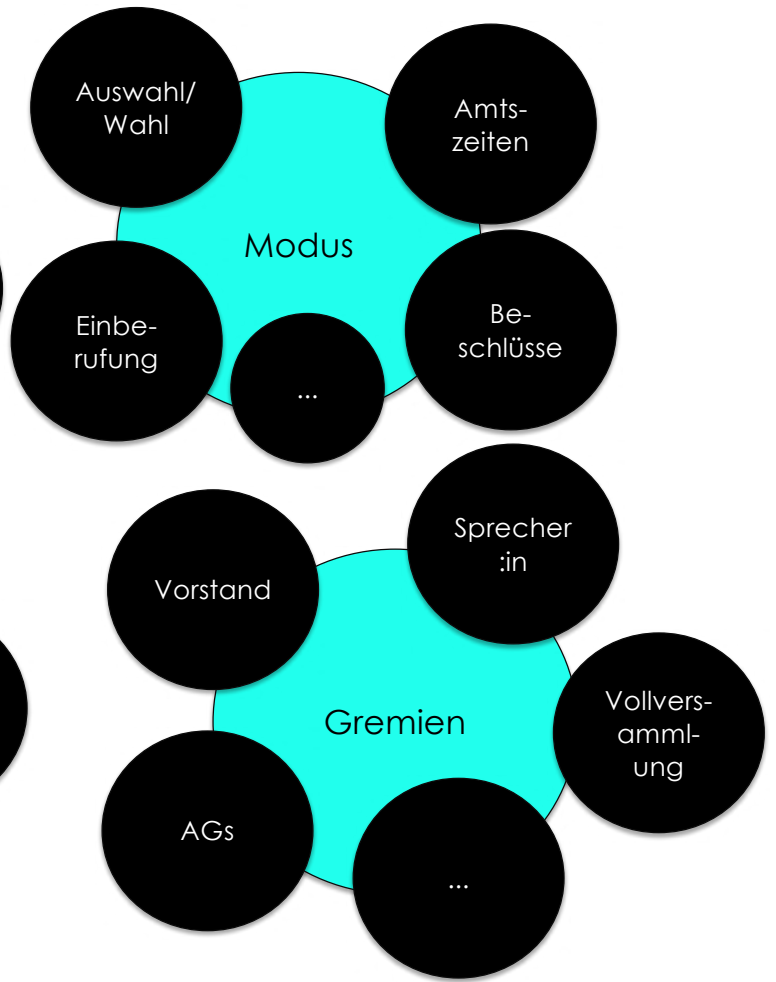 Auswahl/
Wahl
Amts-
zeiten
Modus
Einbe-
rufung
Be-
schlüsse
...
Sprecher
:in
Vorstand
Vollvers-
amml-
ung
Gremien
AGs
...